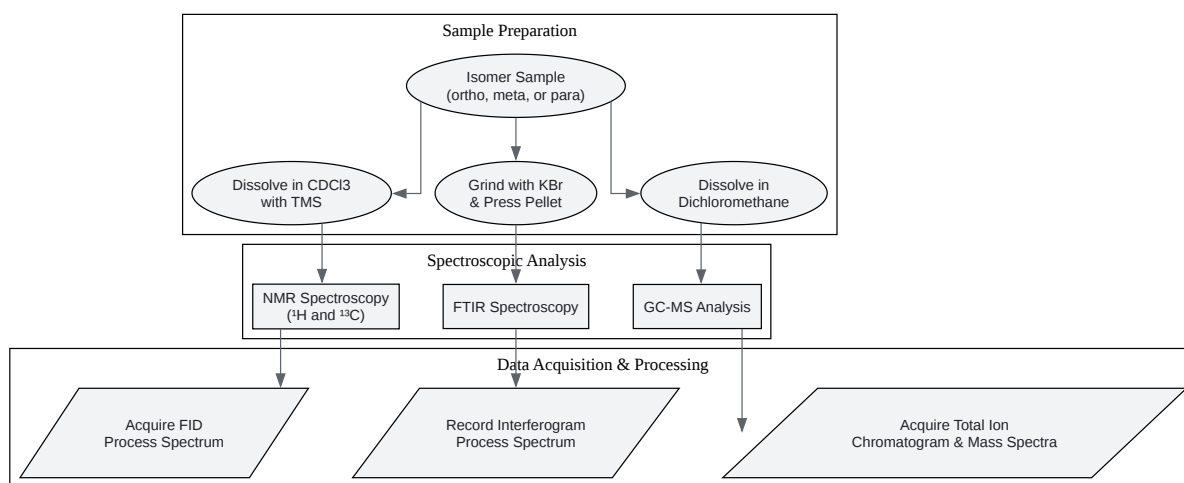 Sample Preparation
Isomer Sample
(ortho, meta, or para)
Dissolve in CDCl3
with TMS
Grind with KBr
& Press Pellet
Dissolve in
Dichloromethane
Spectroscopic Analysis
NMR Spectroscopy
(¹H and ¹³C)
FTIR Spectroscopy
GC-MS Analysis
Data Acquisition & Processing
Acquire FID
Process Spectrum
Record Interferogram
Process Spectrum
Acquire Total Ion
Chromatogram & Mass Spectra